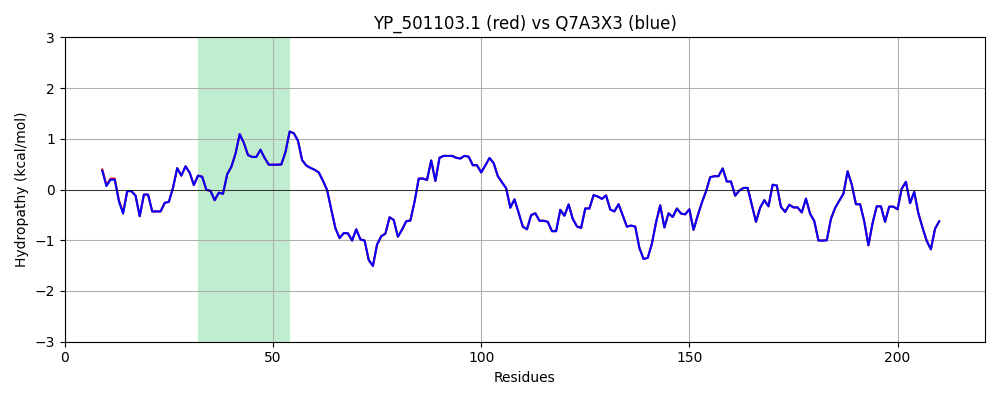 YP_501103.1 (red) vs Q7A3X3 (blue)
3
2
1
0
−1
−2
−3
Hydropathy (kcal/mol)
0 50 100 150 200
Residues